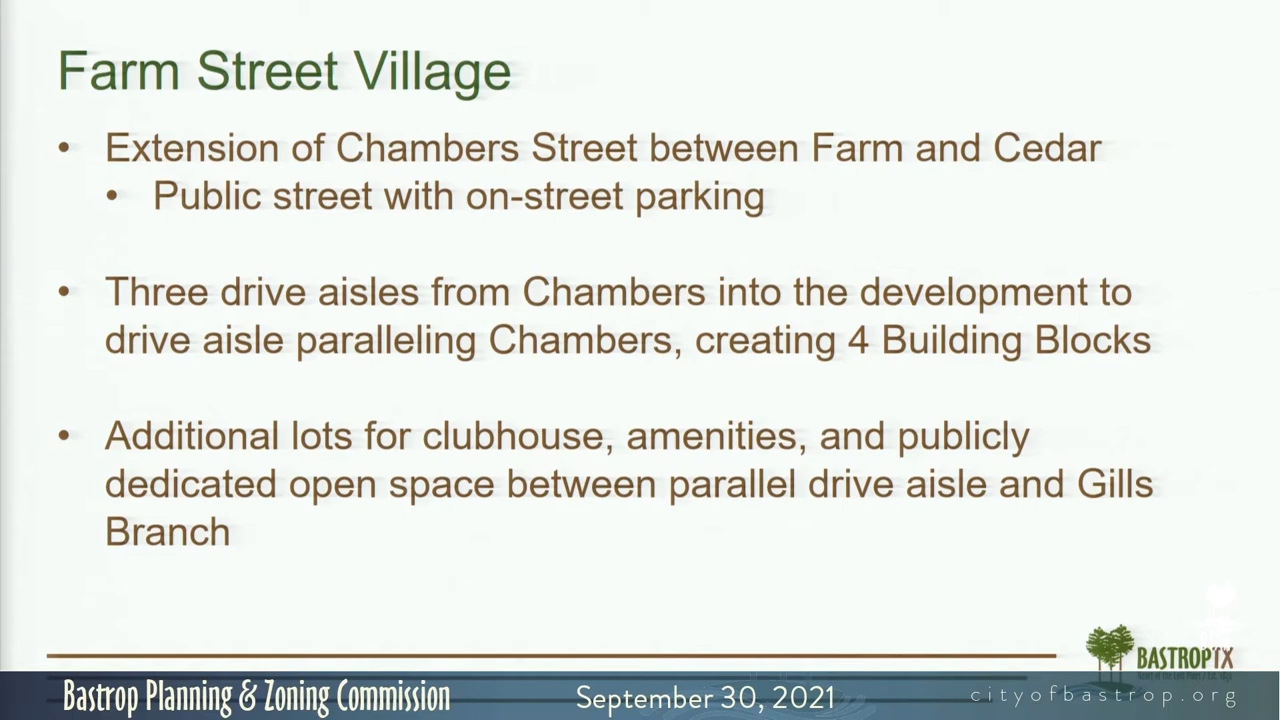 Farm Street Village
• Extension of Chambers Street between Farm and Cedar
• Public street with on-street parking
• Three drive aisles from Chambers into the development to
drive aisle paralleling Chambers, creating 4 Building Blocks
• Additional lots for clubhouse, amenities, and publicly
dedicated open space between parallel drive aisle and Gills
Branch
BASTROPTX
Bastrop Planning & Zoning Commission
September 30, 2021
cityofbastrop.org